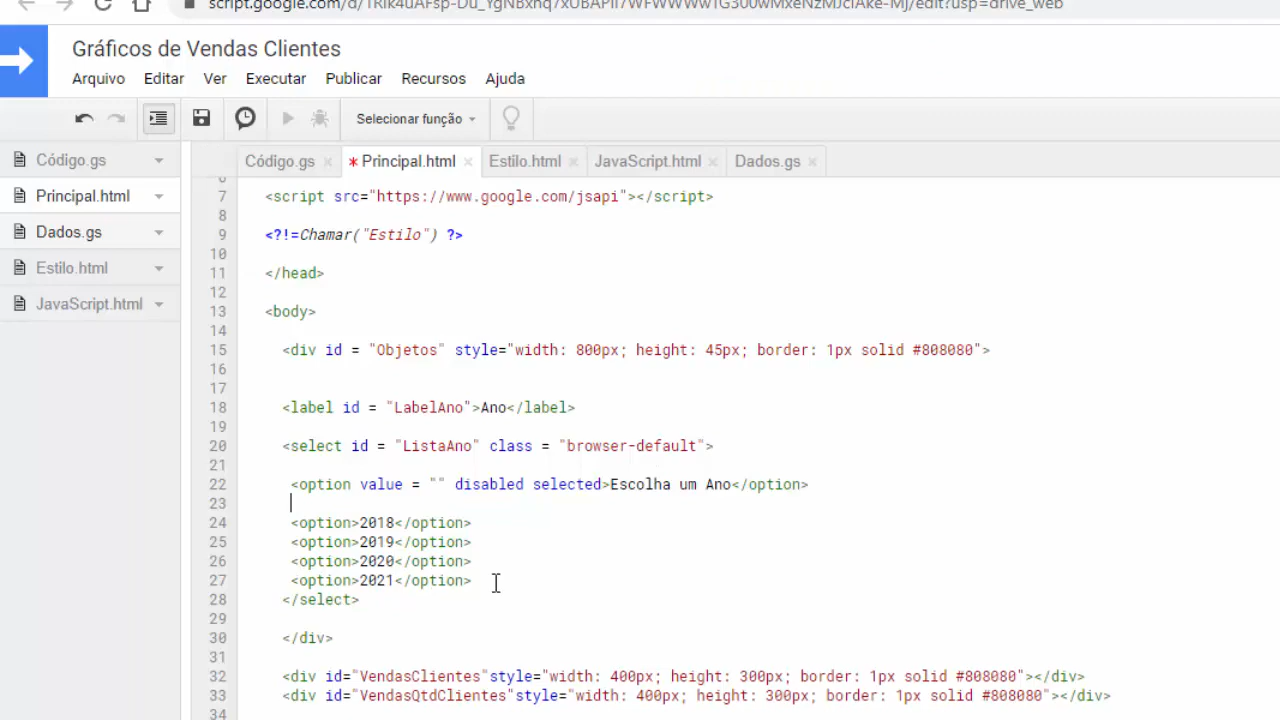 Gráficos de Vendas Clientes
Arquivo Editar Ver Executar Publicar Recursos Ajuda
Selecionar função
Código.gs
Principal.html
Dados.gs
Estilo.html
JavaScript.html
Código.gs × * Principal.html × Estilo.html × JavaScript.html × Dados.gs ×
7 <script src="https://www.google.com/jsapi"></script>
8
9 <?!=Chamar("Estilo") ?>
10
11 </head>
12
13 <body>
14
15 <div id = "Objetos" style="width: 800px; height: 45px; border: 1px solid #808080">
16
17
18 <label id = "LabelAno">Ano</label>
19
20 <select id = "ListaAno" class = "browser-default">
21
22 <option value = "" disabled selected>Escolha um Ano</option>
23
24 <option>2018</option>
25 <option>2019</option>
26 <option>2020</option>
27 <option>2021</option>
28 </select>
29
30 </div>
31
32 <div id="VendasClientes"style="width: 400px; height: 300px; border: 1px solid #808080"></div>
33 <div id="VendasQtdClientes"style="width: 400px; height: 300px; border: 1px solid #808080"></div>
34